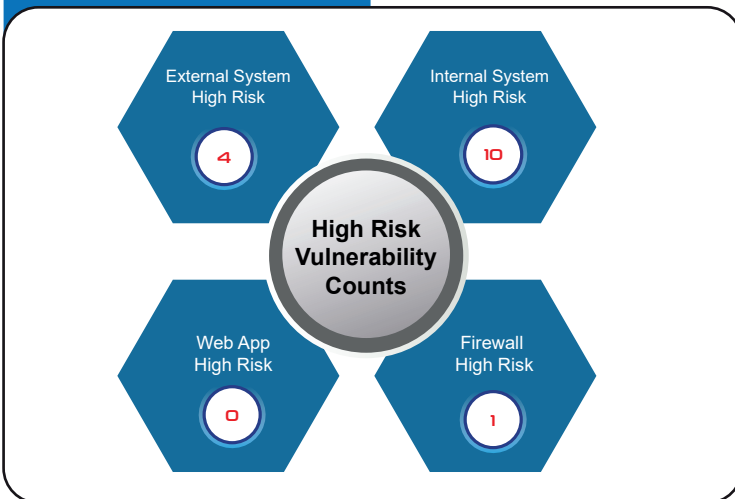 External System
High Risk
4
Internal System
High Risk
10
High Risk
Vulnerability
Counts
Web App
High Risk
0
Firewall
High Risk
1